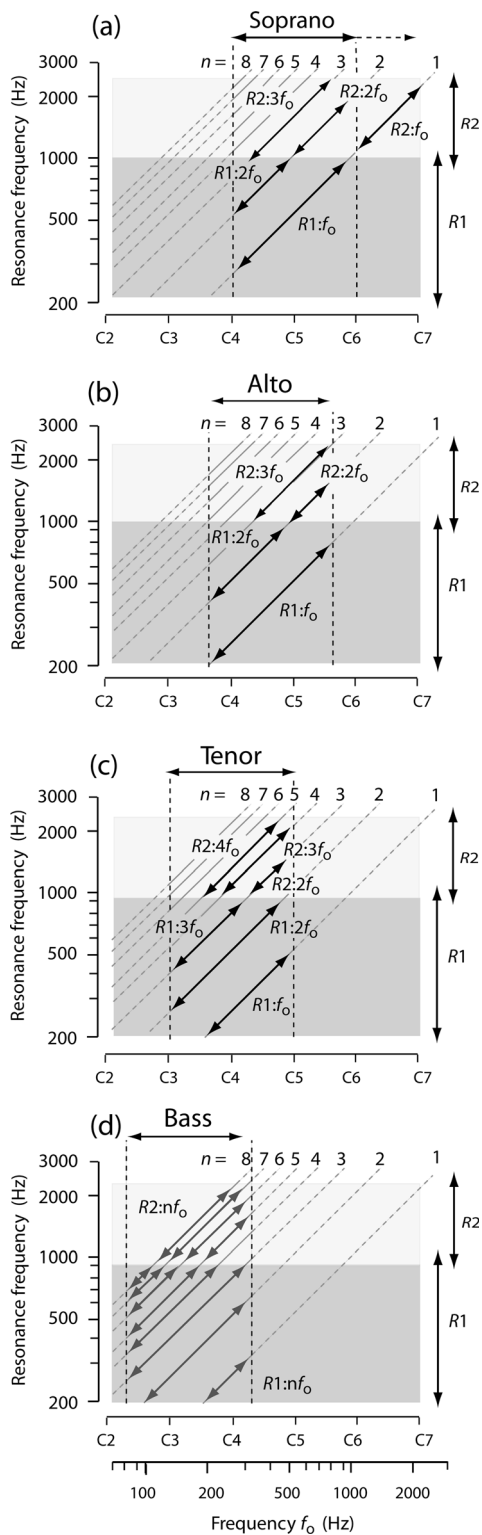 (a) Soprano
n = 8 7 6 5 4 3 2 1
Resonance frequency (Hz)
3000
2000
1000
500
200
R2:3fo
R2:2fo
R2:fo
R1:2fo
R1:fo
R2
R1
C2 C3 C4 C5 C6 C7
(b) Alto
n = 8 7 6 5 4 3 2 1
Resonance frequency (Hz)
3000
2000
1000
500
200
R2:3fo
R2:2fo
R1:2fo
R1:fo
R2
R1
C2 C3 C4 C5 C6 C7
(c) Tenor
n = 8 7 6 5 4 3 2 1
Resonance frequency (Hz)
3000
2000
1000
500
200
R2:4fo
R2:3fo
R2:2fo
R1:3fo
R1:2fo
R1:fo
R2
R1
C2 C3 C4 C5 C6 C7
(d) Bass
n = 8 7 6 5 4 3 2 1
Resonance frequency (Hz)
3000
2000
1000
500
200
R2:nfo
R1:nfo
R2
R1
C2 C3 C4 C5 C6 C7
100 200 500 1000 2000
Frequency fo (Hz)